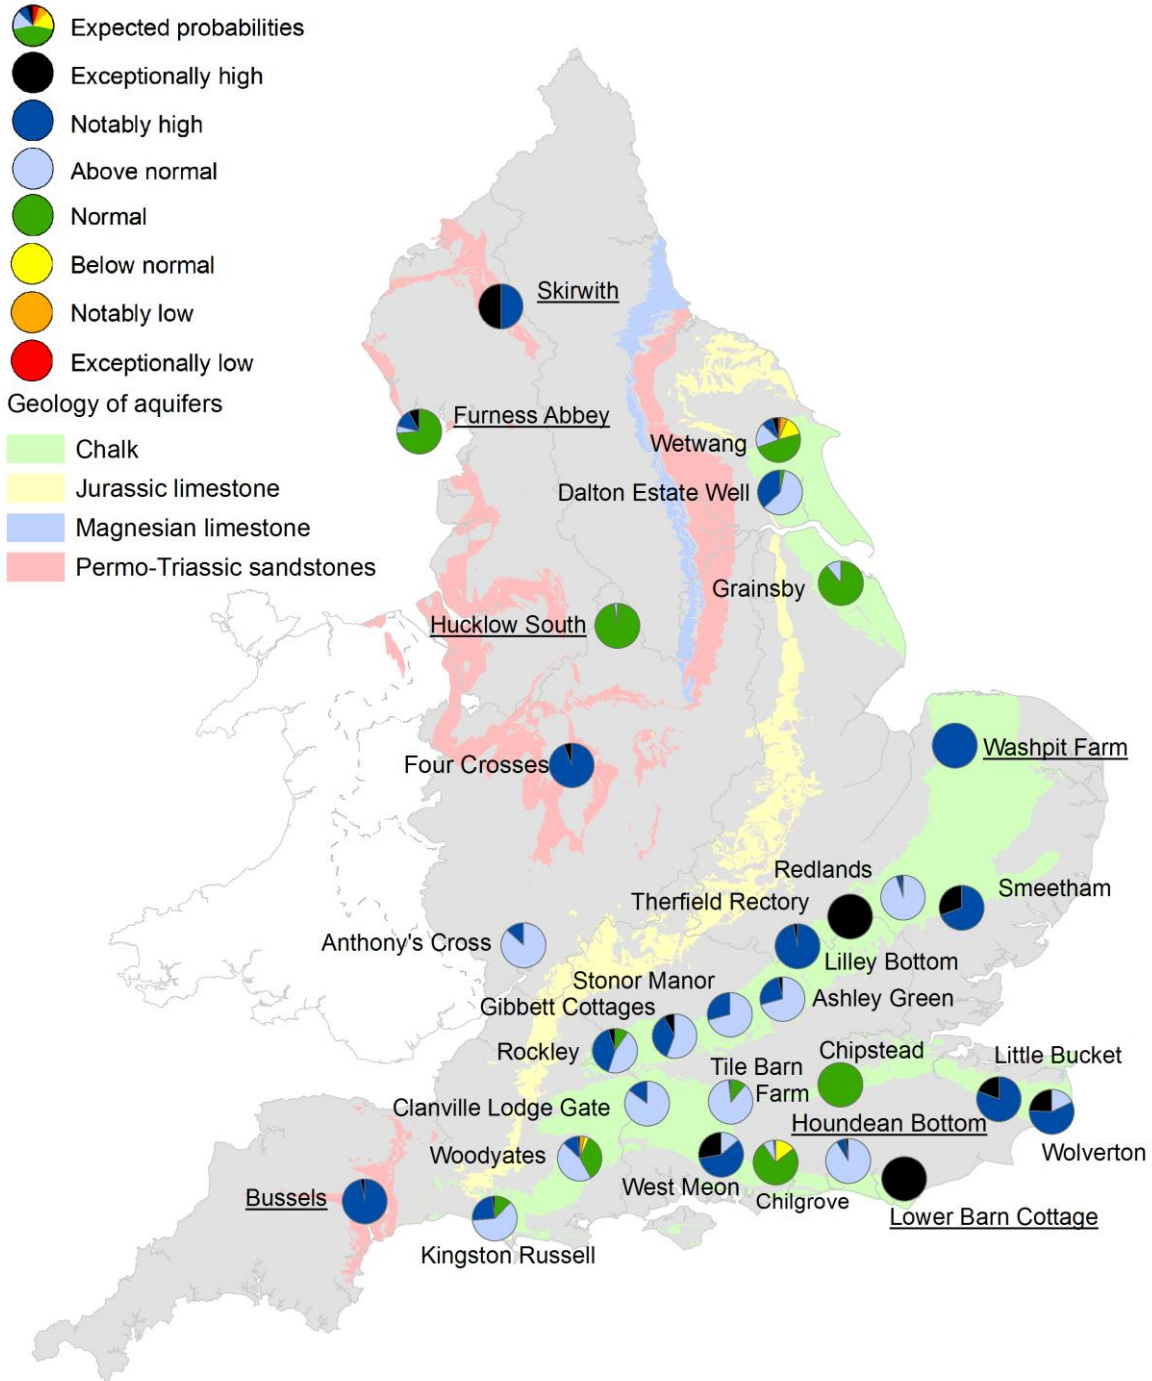 Expected probabilities
Exceptionally high
Notably high
Above normal
Normal
Below normal
Notably low
Exceptionally low
Geology of aquifers
Chalk
Jurassic limestone
Magnesian limestone
Permo-Triassic sandstones
Skirwith
Furness Abbey
Wetwang
Dalton Estate Well
Grainsby
Hucklow South
Washpit Farm
Four Crosses
Redlands
Smeetham
Therfield Rectory
Anthony's Cross
Lilley Bottom
Stonor Manor
Ashley Green
Gibbett Cottages
Rockley
Chipstead
Little Bucket
Tile Barn
Farm
Clanville Lodge Gate
Houndean Bottom
Wolverton
Woodyates
West Meon
Chilgrove
Bussels
Lower Barn Cottage
Kingston Russell